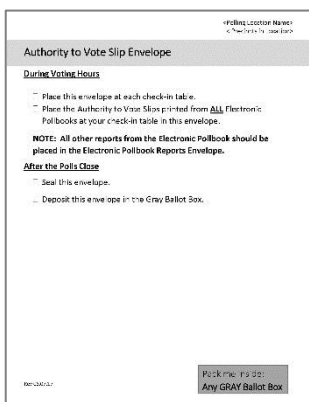 <Polling Location Name>
Authority to Vote Slip Envelope
During Voting Hours
Place this envelope at each check-in table.
Place the Authority to Vote Slips printed from ALL Electronic
Pollbooks at your check-in table in this envelope.
NOTE: All other reports from the Electronic Pollbook should be
placed in the Electronic Pollbook Reports Envelope.
After the Polls Close
Seal this envelope.
Deposit this envelope in the Gray Ballot Box.
Pack me inside:
Any GRAY Ballot Box